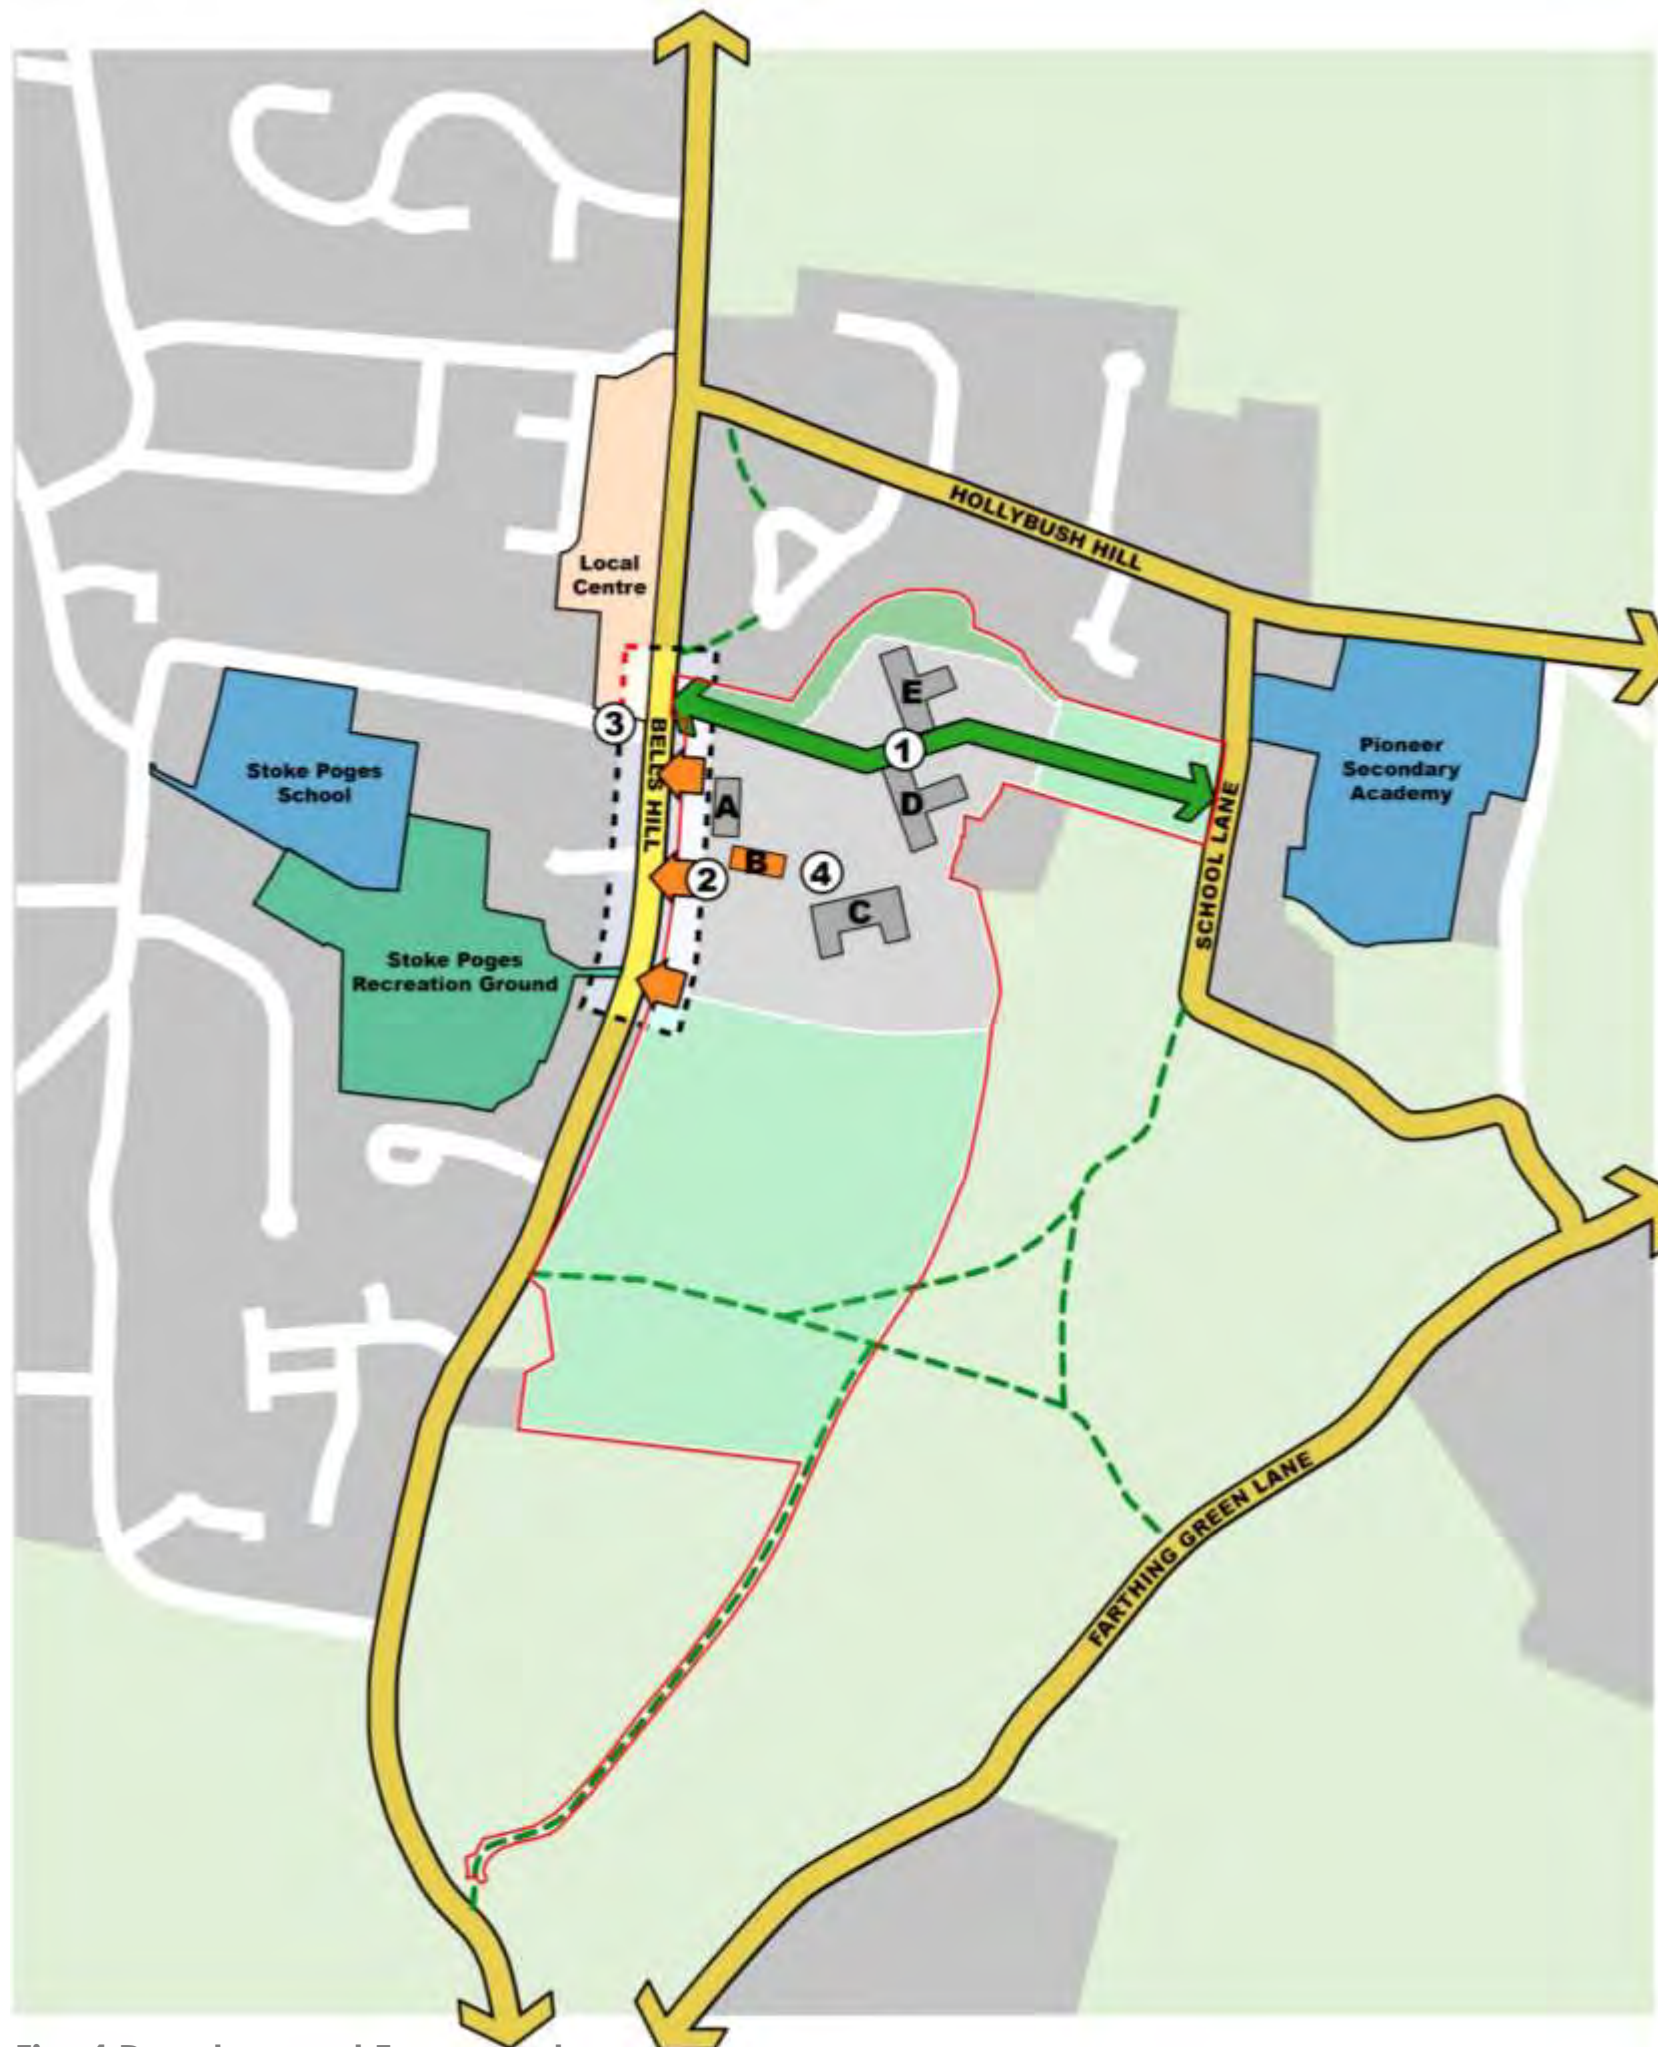 HOLLYBUSH HILL
Local
Centre
E
3
1
BELLS HILL
Stoke Poges
School
Pioneer
Secondary
Academy
A
D
B
4
2
C
SCHOOL LANE
Stoke Poges
Recreation Ground
FARTHING GREEN LANE